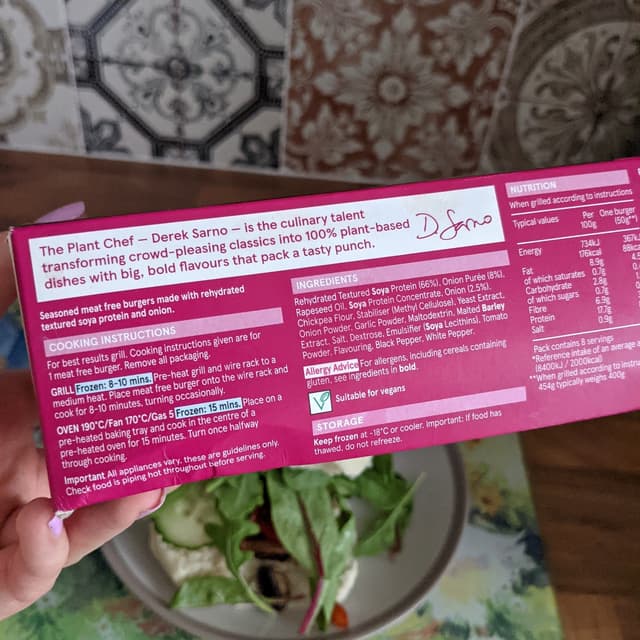 The Plant Chef – Derek Sarno – is the culinary talent
transforming crowd-pleasing classics into 100% plant-based
dishes with big, bold flavours that pack a tasty punch.
D Sarno
Seasoned meat free burgers made with rehydrated
textured soya protein and onion.
COOKING INSTRUCTIONS
For best results grill. Cooking instructions given are for
1 meat free burger. Remove all packaging.
GRILL Frozen: 8-10 mins. Pre-heat grill and wire rack to a
medium heat. Place meat free burger onto the wire rack and
cook for 8-10 minutes, turning occasionally.
OVEN 190°C/Fan 170°C/Gas 5 Frozen: 15 mins. Place on a
pre-heated baking tray and cook in the centre of a
pre-heated oven for 15 minutes. Turn once halfway
through cooking.
Important All appliances vary, these are guidelines only.
Check food is piping hot throughout before serving.
INGREDIENTS
Rehydrated Textured Soya Protein (66%), Onion Purée (8%),
Rapeseed Oil, Soya Protein Concentrate, Onion (2.5%),
Chickpea Flour, Stabiliser (Methyl Cellulose), Yeast Extract,
Onion Powder, Garlic Powder, Maltodextrin, Malted Barley
Extract, Salt, Dextrose, Emulsifier (Soya Lecithins), Tomato
Powder, Flavouring, Black Pepper, White Pepper.
Allergy Advice For allergens, including cereals containing
gluten, see ingredients in bold.
V Suitable for vegans
STORAGE
Keep frozen at -18°C or cooler. Important: If food has
thawed, do not refreeze.
NUTRITION
When grilled according to instructions
Typical values Per 100g One burger (50g**)
Energy 734kJ 367kJ
176kcal 88kcal
Fat 8.9g
of which saturates 0.7g
Carbohydrate 2.8g
of which sugars 0.7g
Fibre 6.9g
Protein 17.7g
Salt 0.9g
Pack contains 8 servings
*Reference intake of an average
(8400kJ / 2000kcal)
**When grilled according to
454g typically weighs 400g.